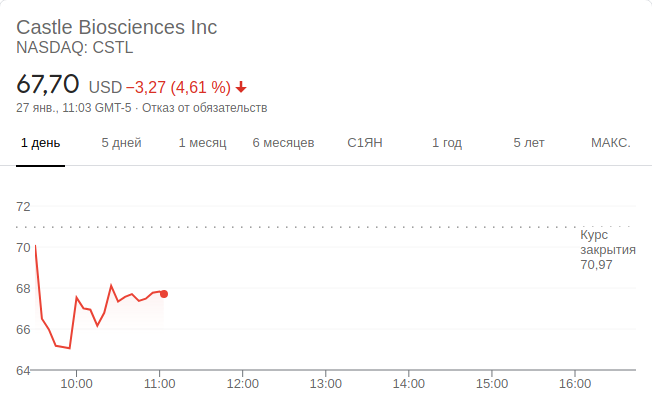 Castle Biosciences Inc
NASDAQ: CSTL
67,70 USD −3,27 (4,61 %)
27 янв., 11:03 GMT-5 · Отказ от обязательств
1 день 5 дней 1 месяц 6 месяцев С1ЯН 1 год 5 лет МАКС.
72
Курс
70 закрытия
70,97
68
66
64
10:00 11:00 12:00 13:00 14:00 15:00 16:00